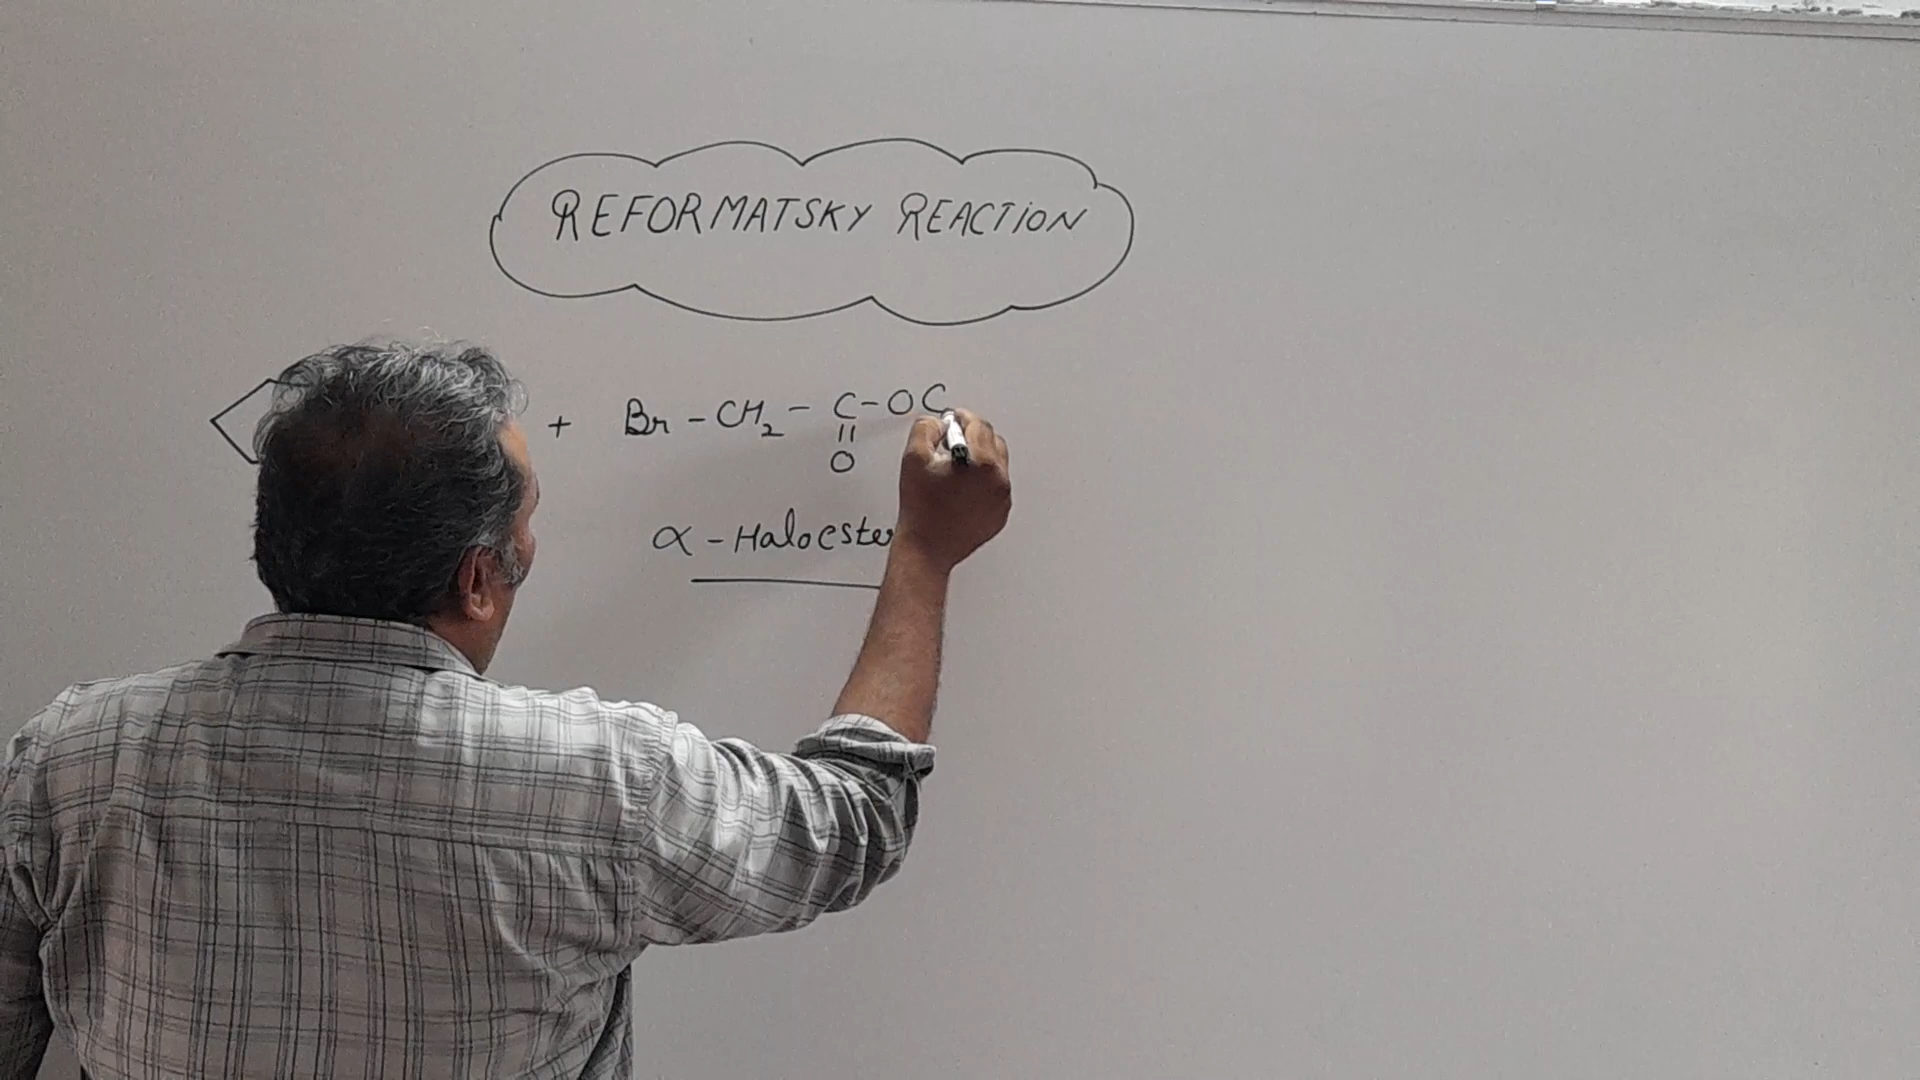 REFORMATSKY REACTION
+ Br - CH2 - C - OC
=
O
α - Haloester